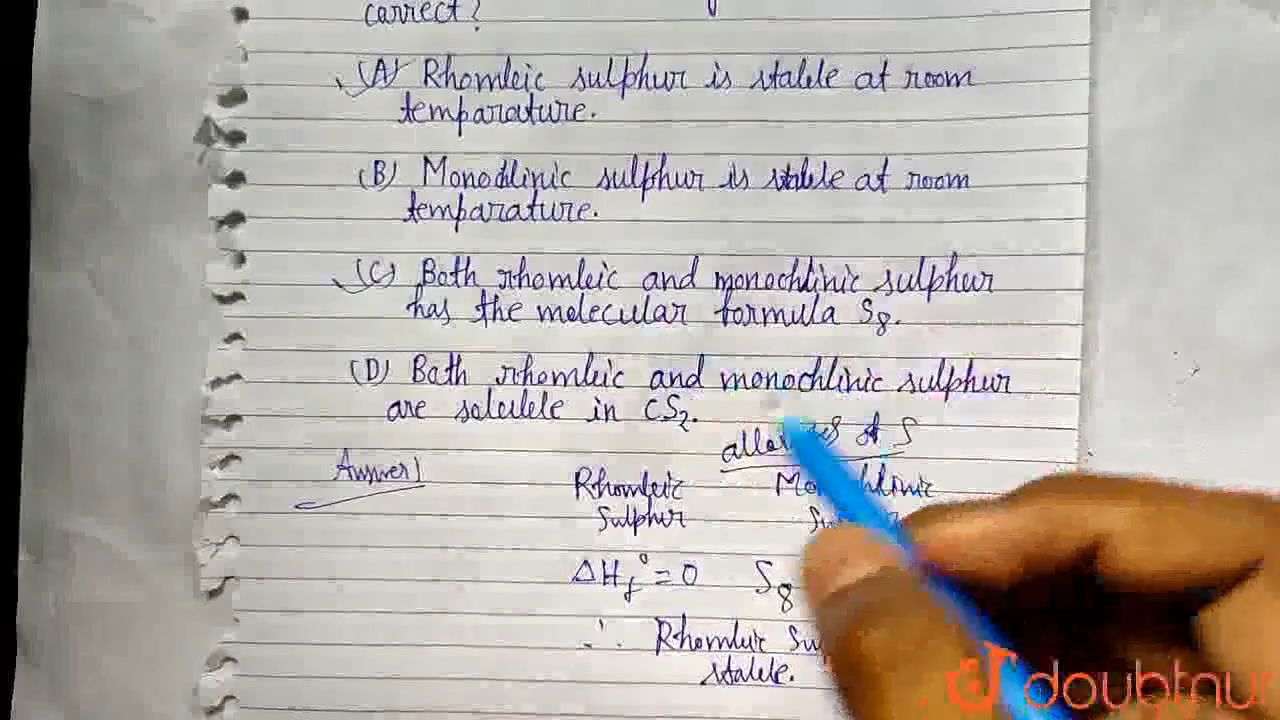 correct?
(A) Rhombic sulphur is stable at room
temparature.
(B) Monoclinic sulphur is stable at room
temparature.
(C) Both rhombic and monochlinic sulphur
has the molecular formula S8.
(D) Both rhombic and monochlinic sulphur
are soluble in CS2.
of S
Answer)
Rhombic
Sulphur
ΔHf° = 0 S8
∴ Rhombic
stable.
doubtnut